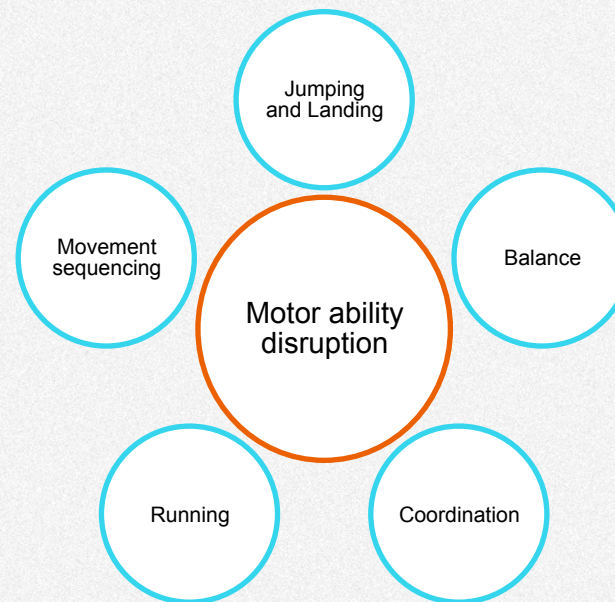 Jumping
and Landing
Movement
sequencing
Balance
Motor ability
disruption
Running
Coordination